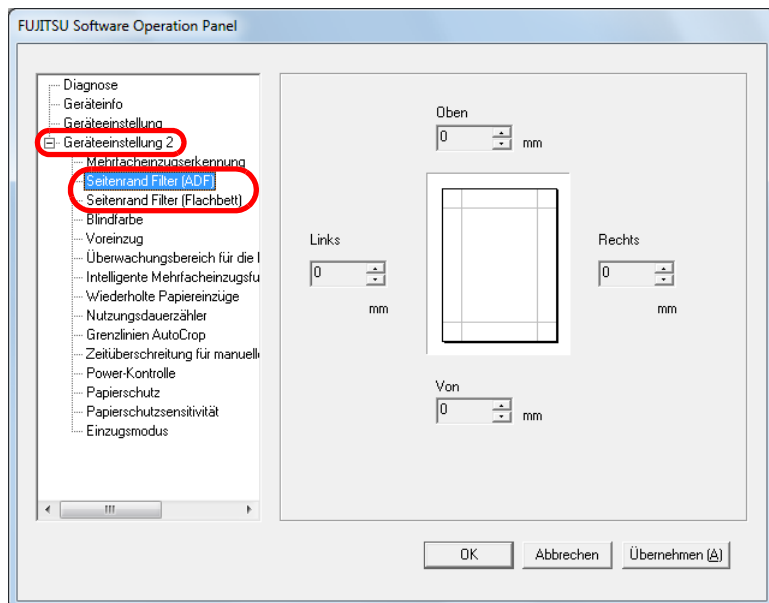 FUJITSU Software Operation Panel
Diagnose
Geräteinfo
Geräteeinstellung
Geräteeinstellung 2
Mehrfacheinzugserkennung
Seitenrand Filter (ADF)
Seitenrand Filter (Flachbett)
Blindfarbe
Voreinzug
Überwachungsbereich für die I
Intelligente Mehrfacheinzugsfu
Wiederholte Papiereinzüge
Nutzungsdauerzähler
Grenzlinien AutoCrop
Zeitüberschreitung für manuelle
Power-Kontrolle
Papierschutz
Papierschutzsensitivität
Einzugsmodus
Oben
0 mm
Links
0
mm
Rechts
0
mm
Von
0 mm
OK Abbrechen Übernehmen (A)